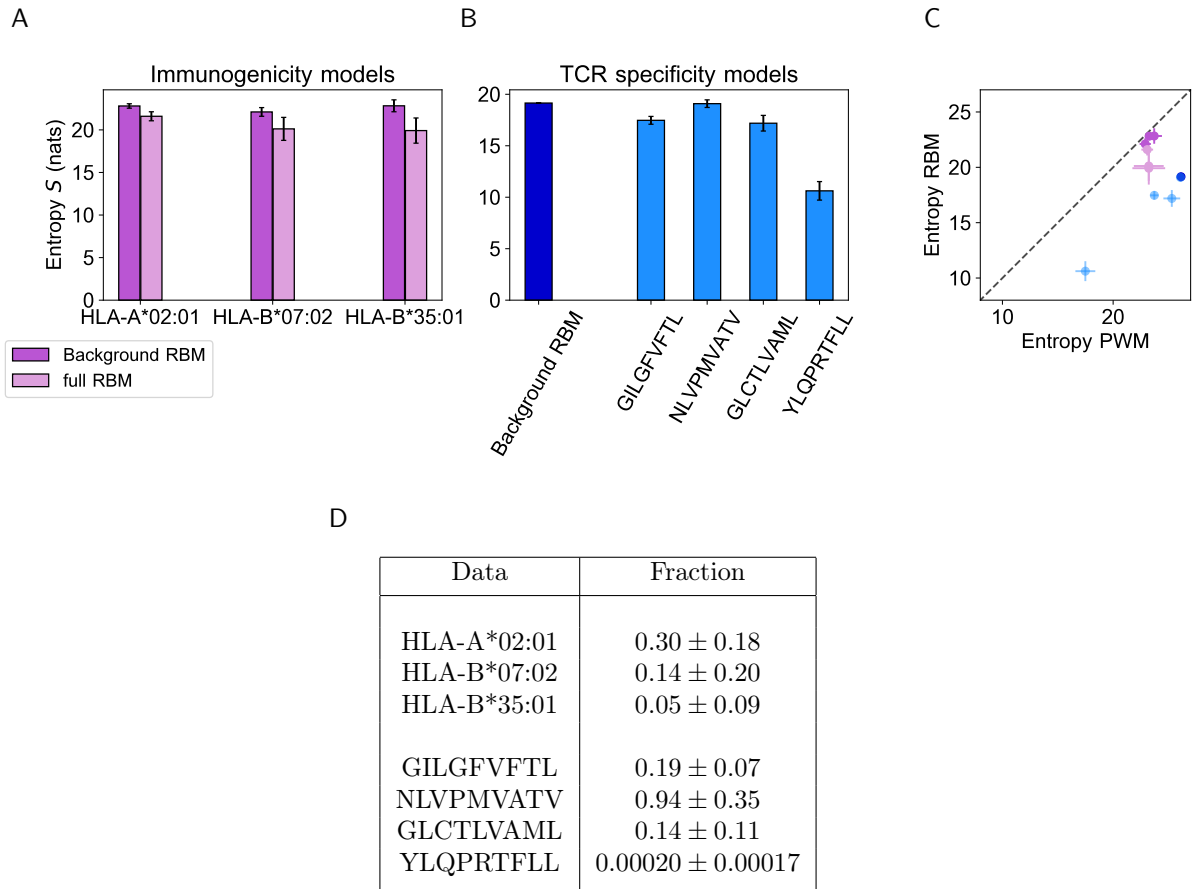 A
B
C
Immunogenicity models
Entropy S (nats)
20
15
10
5
0
HLA-A*02:01
HLA-B*07:02
HLA-B*35:01
Background RBM
full RBM
TCR specificity models
20
15
10
5
0
Background RBM
GILGFVFTL
NLVPMVATV
GLCTLVAML
YLQPRTFLL
Entropy RBM
25
20
15
10
10
20
Entropy PWM
D
Data Fraction
HLA-A*02:01 0.30 ± 0.18
HLA-B*07:02 0.14 ± 0.20
HLA-B*35:01 0.05 ± 0.09
GILGFVFTL 0.19 ± 0.07
NLVPMVATV 0.94 ± 0.35
GLCTLVAML 0.14 ± 0.11
YLQPRTFLL 0.00020 ± 0.00017